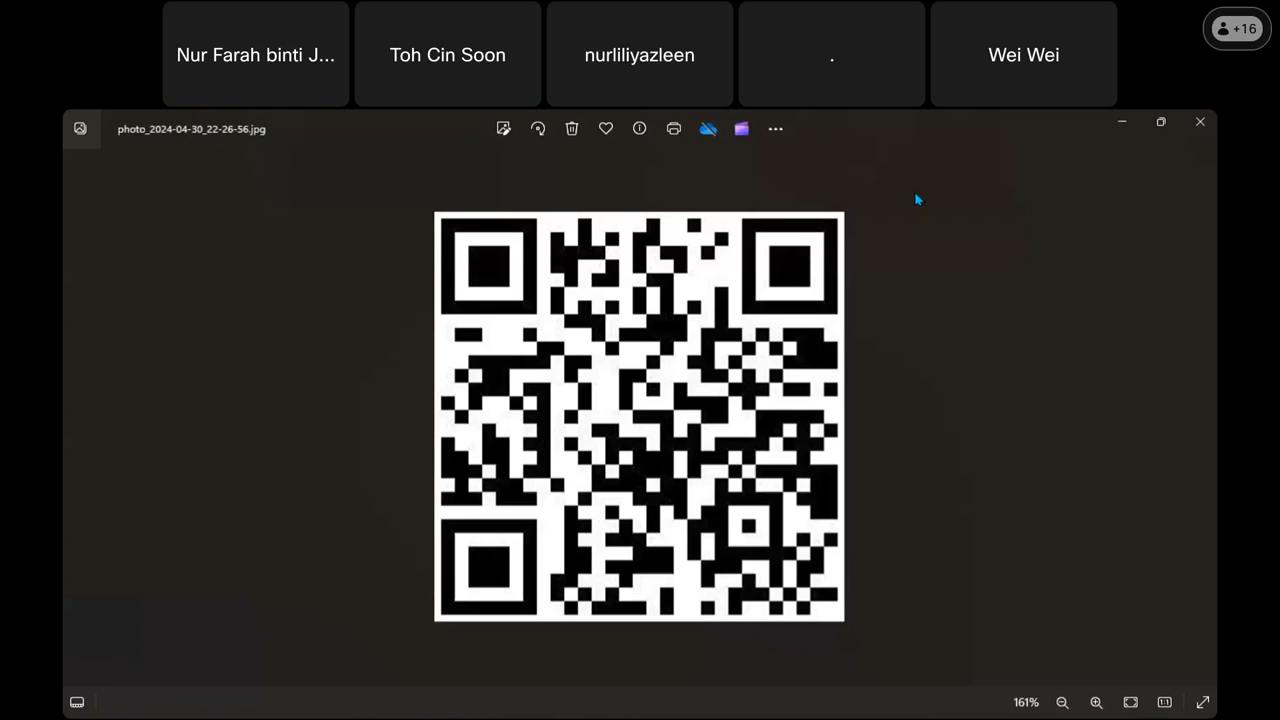 Nur Farah binti J...
Toh Cin Soon
nurliliyazleen
.
Wei Wei
+16
photo_2024-04-30_22-26-56.jpg
161%